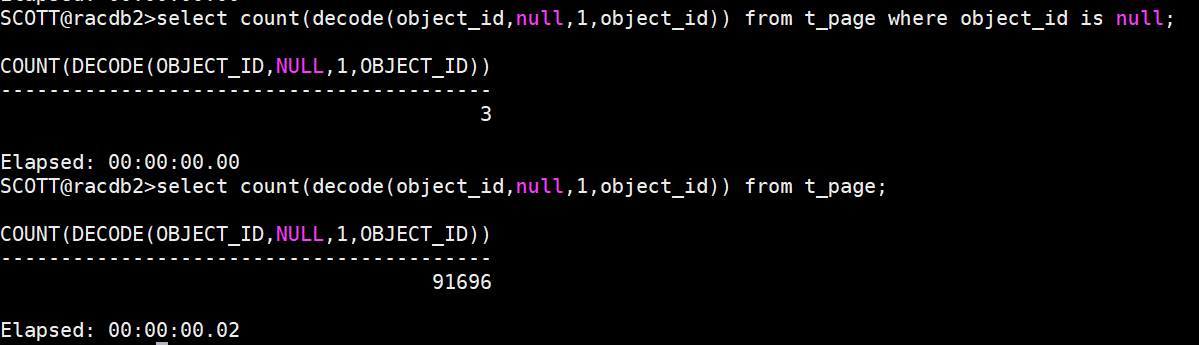 SCOTT@racdb2>select count(decode(object_id,null,1,object_id)) from t_page where object_id is null;
COUNT(DECODE(OBJECT_ID,NULL,1,OBJECT_ID))
-----------------------------------------
3
Elapsed: 00:00:00.00
SCOTT@racdb2>select count(decode(object_id,null,1,object_id)) from t_page;
COUNT(DECODE(OBJECT_ID,NULL,1,OBJECT_ID))
-----------------------------------------
91696
Elapsed: 00:00:00.02